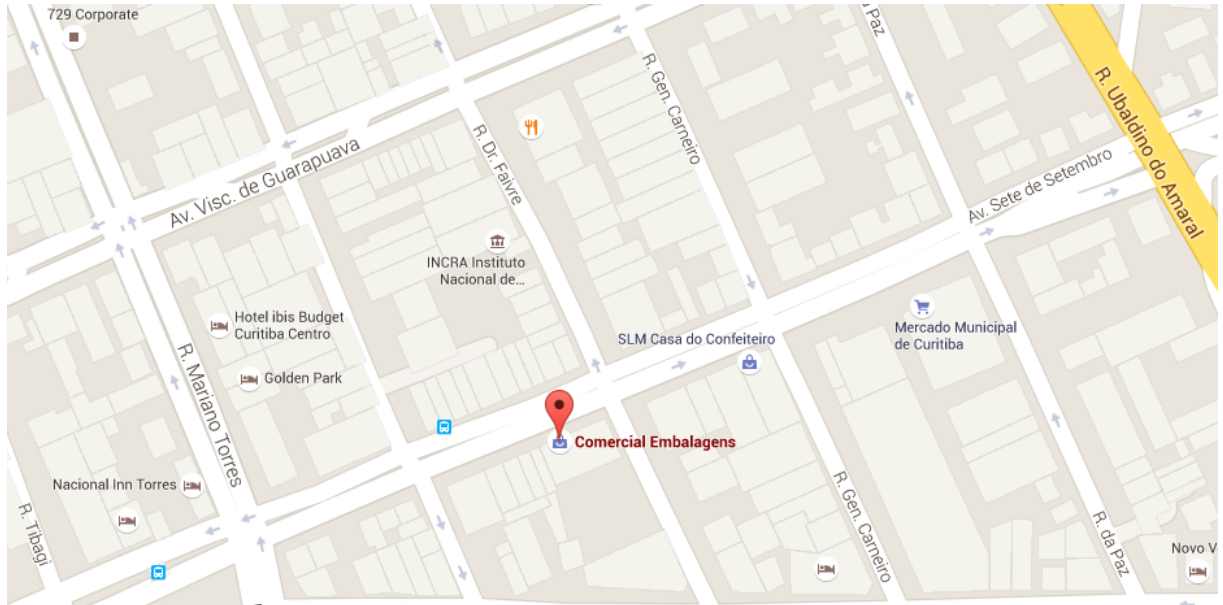 729 Corporate
da Paz
R. Ubaldino do Amaral
R. Gen. Carneiro
R. Dr. Faivre
Av. Visc. de Guarapuava
Av. Sete de Setembro
INCRA Instituto
Nacional de...
Hotel ibis Budget
Curitiba Centro
Mercado Municipal
de Curitiba
SLM Casa do Confeiteiro
Golden Park
R. Mariano Torres
Comercial Embalagens
Nacional Inn Torres
R. Tibagi
R. Gen. Carneiro
R. da Paz
Novo V